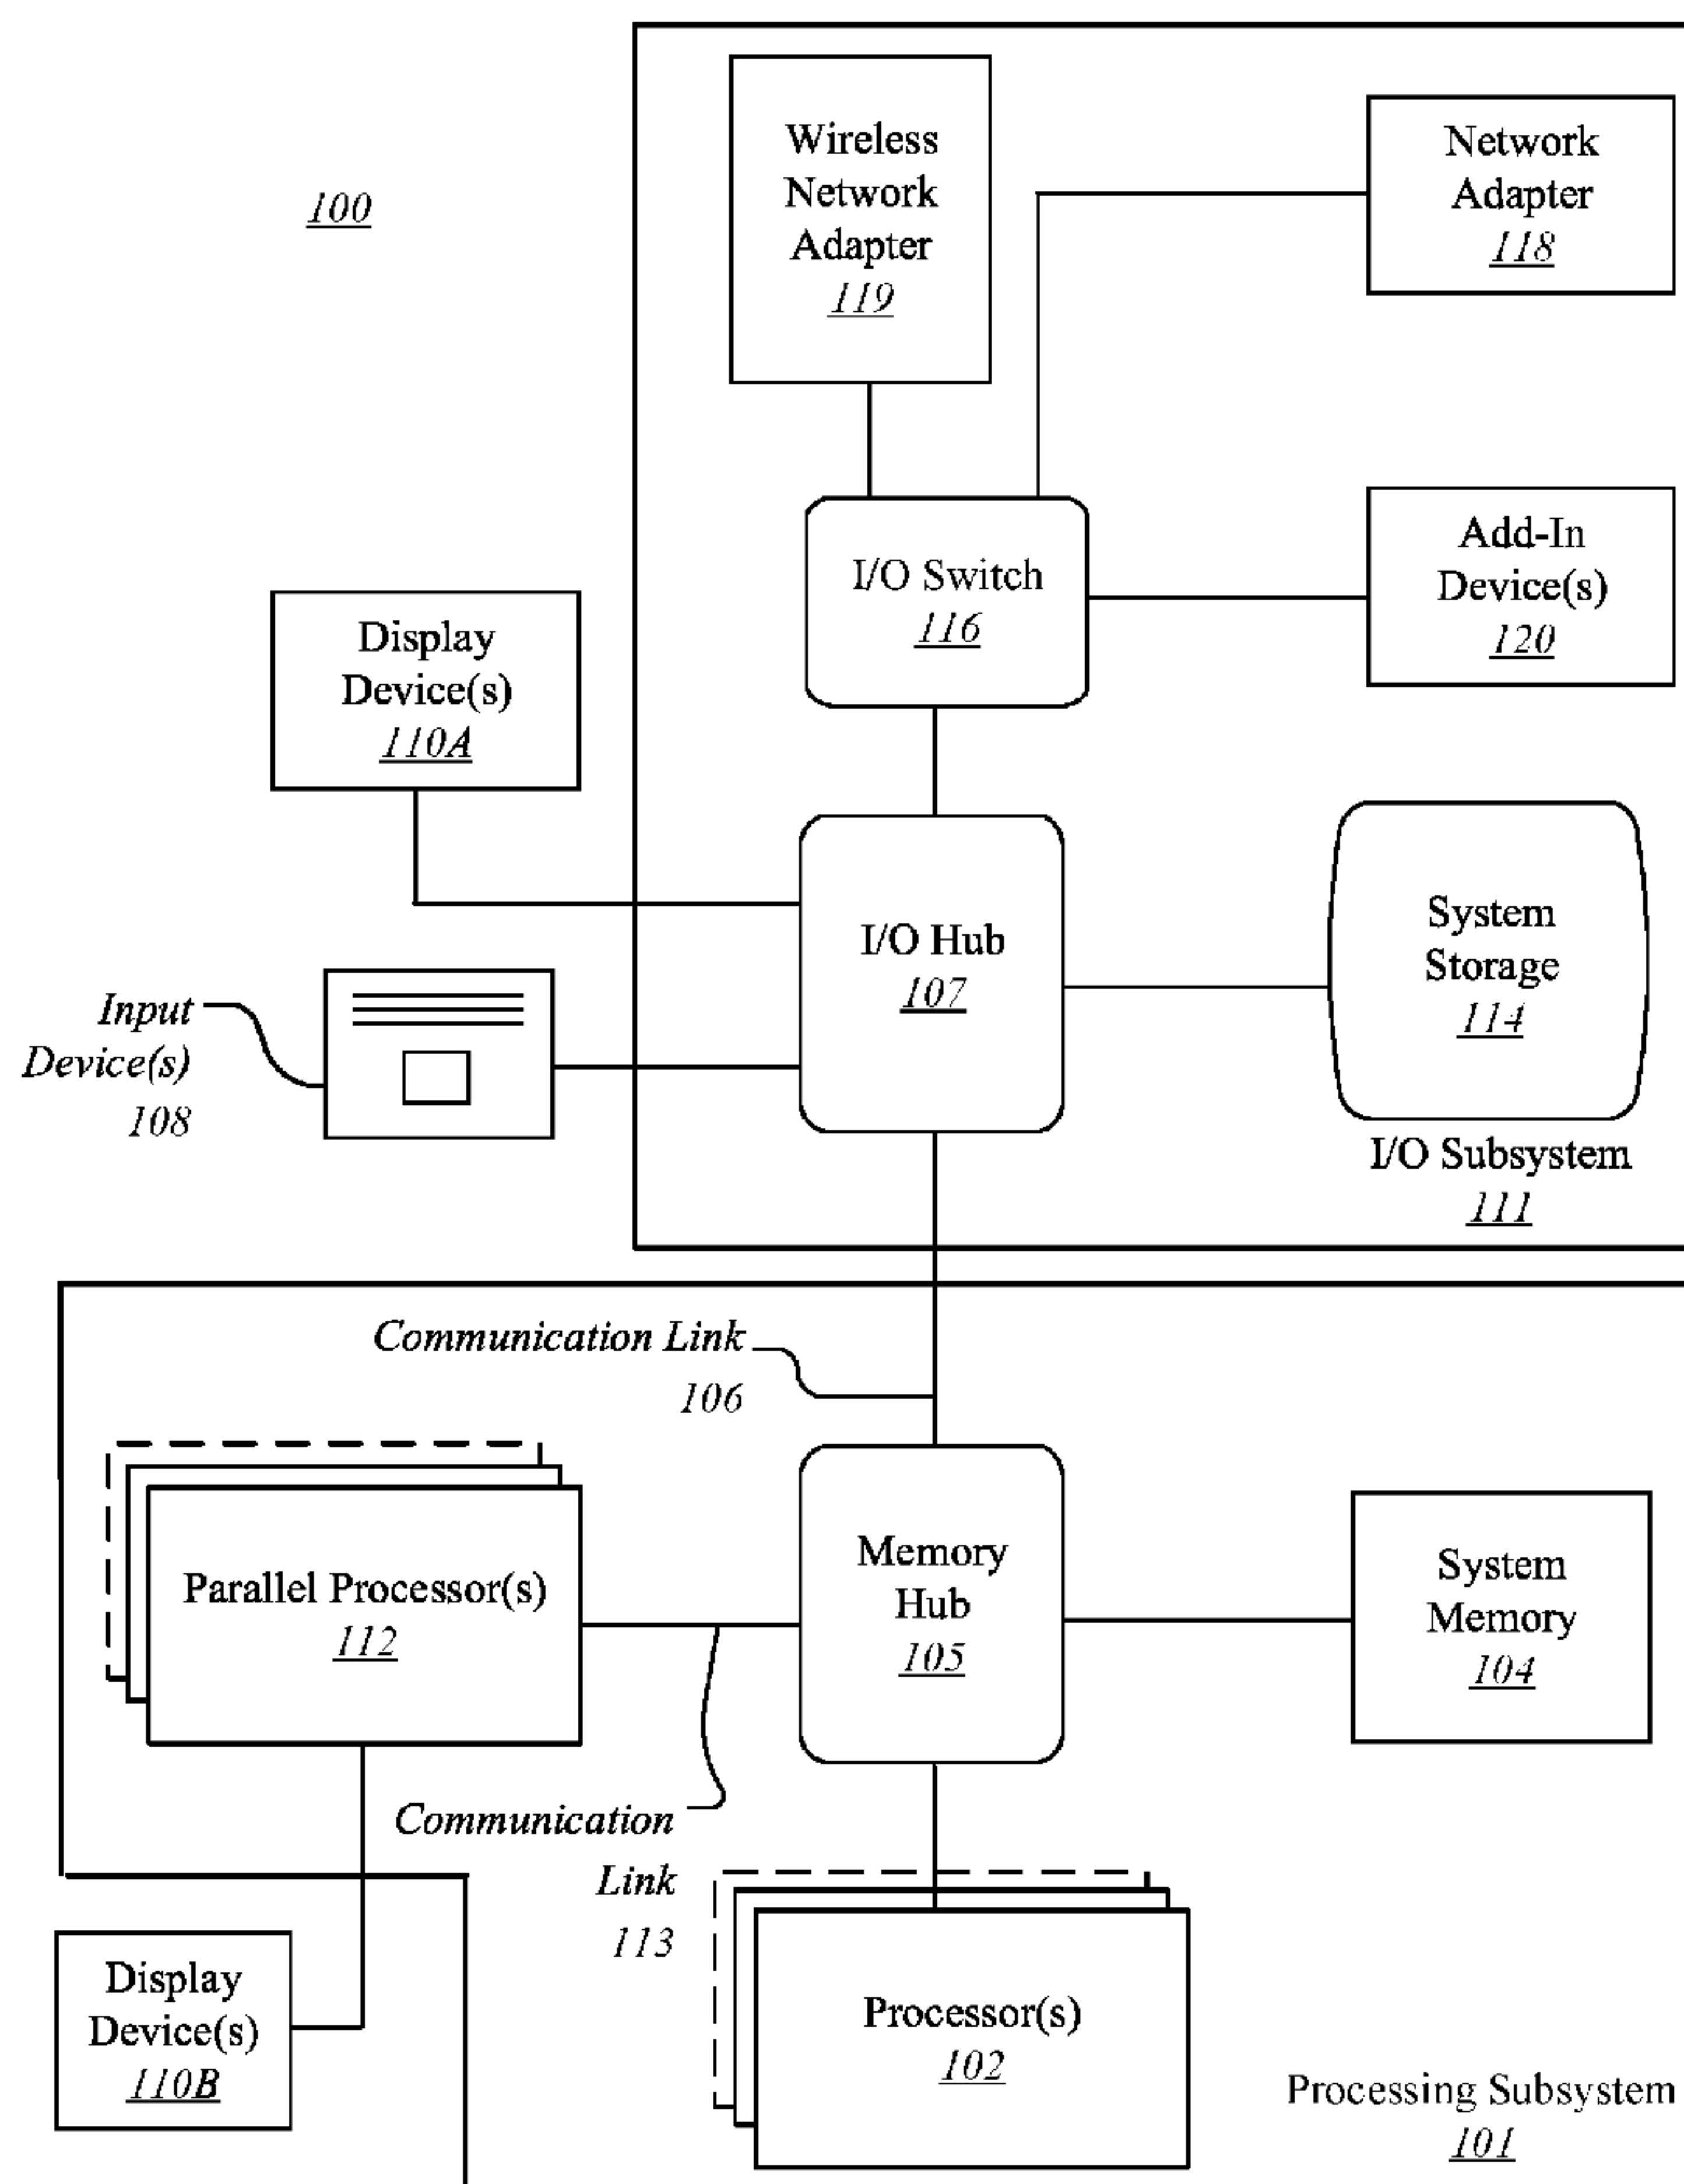 100
Wireless
Network
Adapter
119
Network
Adapter
118
I/O Switch
116
Add-In
Device(s)
120
Display
Device(s)
110A
I/O Hub
107
System
Storage
114
Input
Device(s)
108
I/O Subsystem
111
Communication Link
106
Parallel Processor(s)
112
Memory
Hub
105
System
Memory
104
Communication
Link
113
Display
Device(s)
110B
Processor(s)
102
Processing Subsystem
101